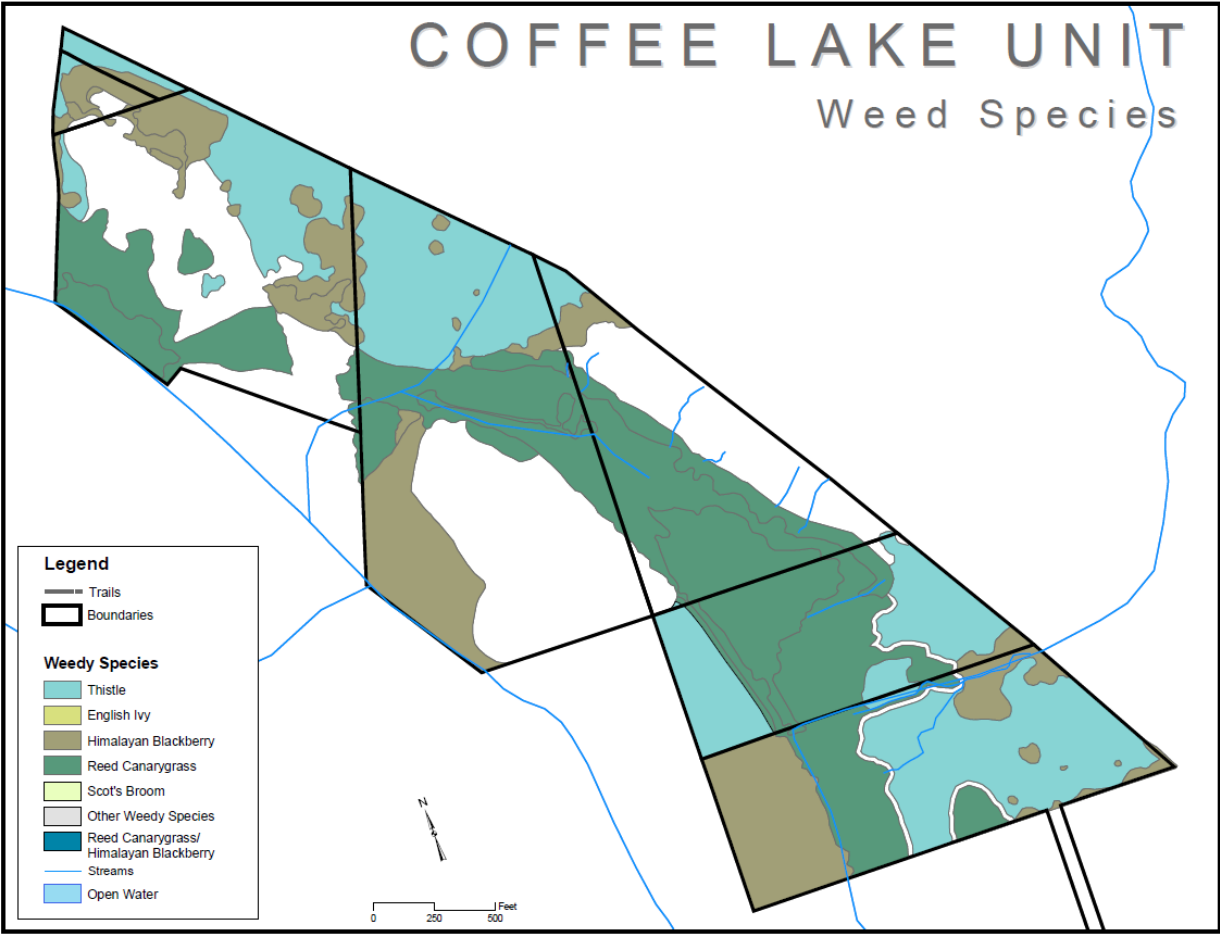 COFFEE LAKE UNIT
Weed Species
Legend
Trails
Boundaries
Weedy Species
Thistle
English Ivy
Himalayan Blackberry
Reed Canarygrass
Scot's Broom
Other Weedy Species
Reed Canarygrass/
Himalayan Blackberry
Streams
Open Water
N
Feet
0 250 500